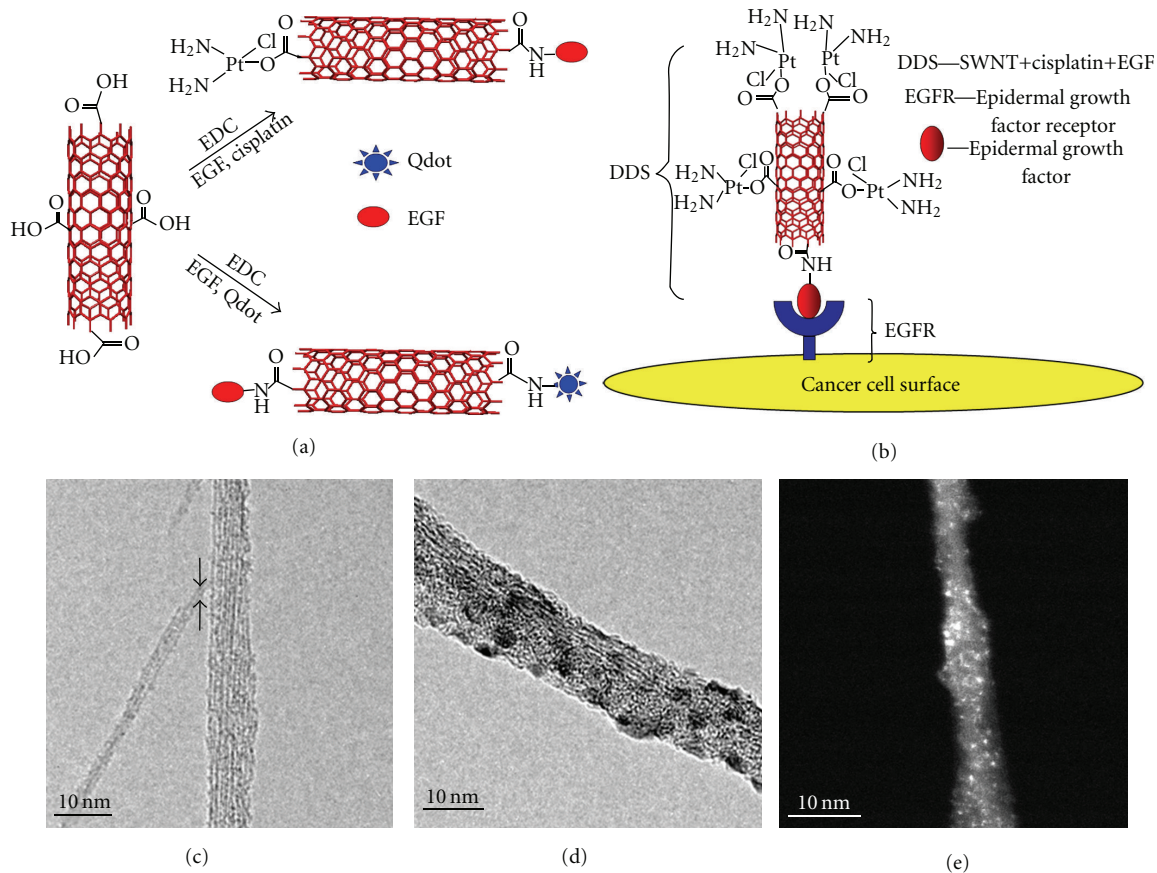 OH
O
O
OH
HO
O
HO
O
EDC
EGF, cisplatin
EDC
EGF, Qdot
H2N
H2N
Pt
Cl
O
O
O
N
H
Qdot
EGF
O
N
H
O
N
H
(a)
DDS
H2N
H2N
Pt
Cl
O
O
H2N
NH2
Pt
Cl
O
O
H2N
H2N
Pt
Cl
O
O
O
Cl
O
Pt
NH2
NH2
O
NH
EGFR
Cancer cell surface
DDS—SWNT+cisplatin+EGF
EGFR—Epidermal growth
factor receptor
—Epidermal growth
factor
(b)
10 nm
(c)
10 nm
(d)
10 nm
(e)